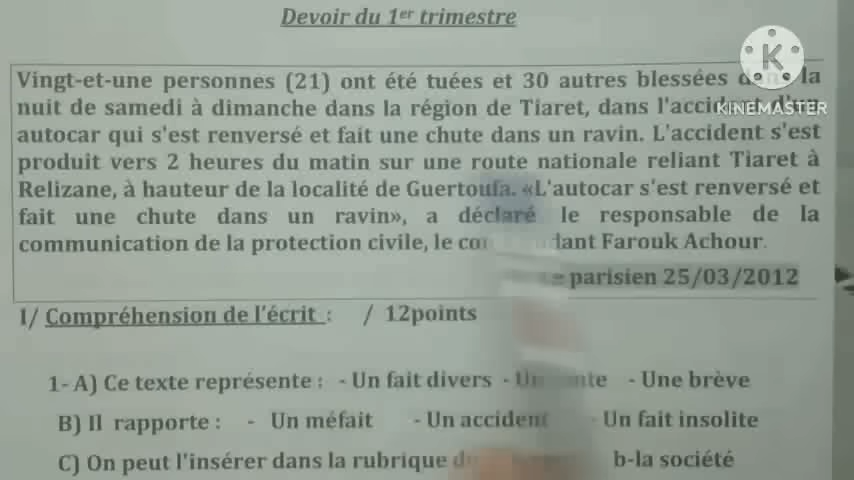 Devoir du 1er trimestre
K
KINEMASTER
Vingt-et-une personnes (21) ont été tuées et 30 autres blessées la
nuit de samedi à dimanche dans la région de Tiaret, dans l'accident
autocar qui s'est renversé et fait une chute dans un ravin. L'accident s'est
produit vers 2 heures du matin sur une route nationale reliant Tiaret à
Relizane, à hauteur de la localité de Guertoufa. «L'autocar s'est renversé et
fait une chute dans un ravin», a déclaré le responsable de la
communication de la protection civile, le Farouk Achour.
parisien 25/03/2012
I/ Compréhension de l'écrit : / 12points
1- A) Ce texte représente : - Un fait divers - - Une brève
B) Il rapporte : - Un méfait - Un accident - Un fait insolite
C) On peut l'insérer dans la rubrique b-la société